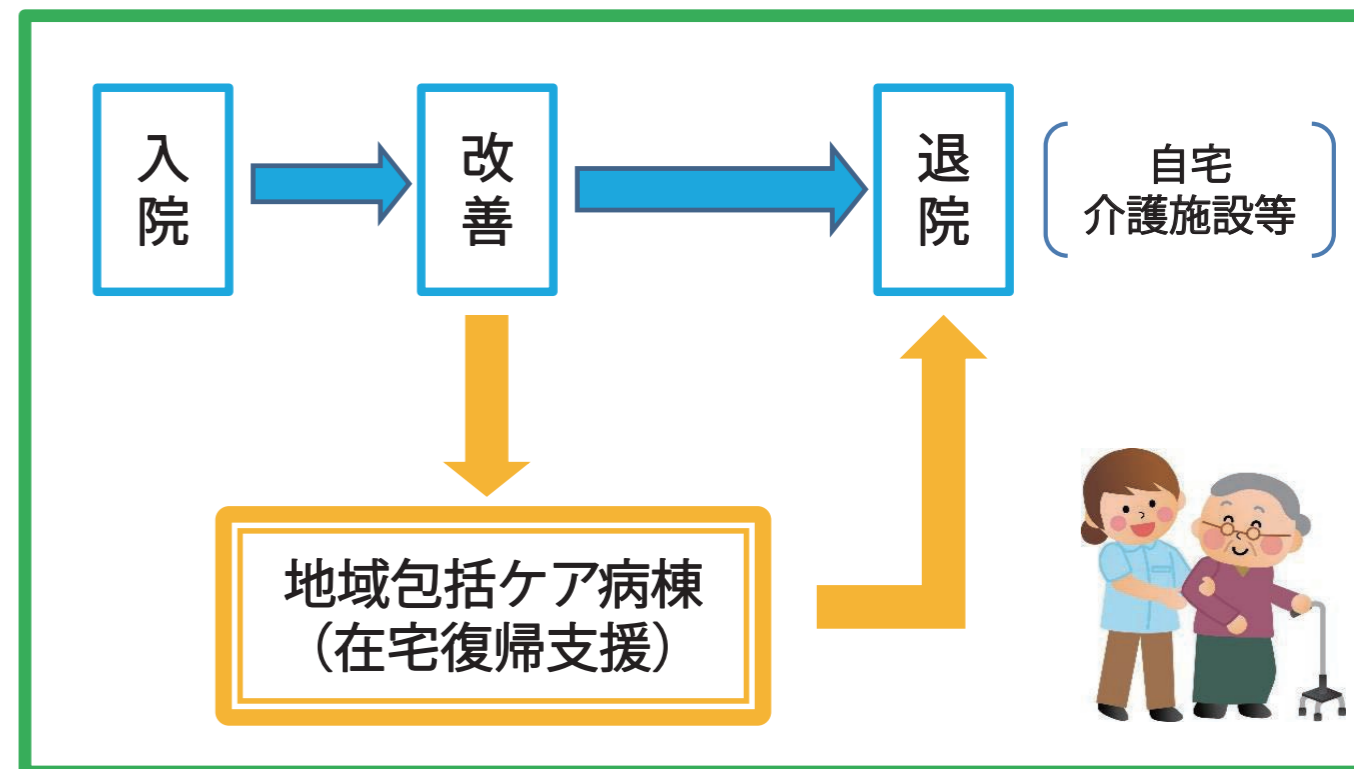 入院
改善
退院
自宅
介護施設等
地域包括ケア病棟
（在宅復帰支援）